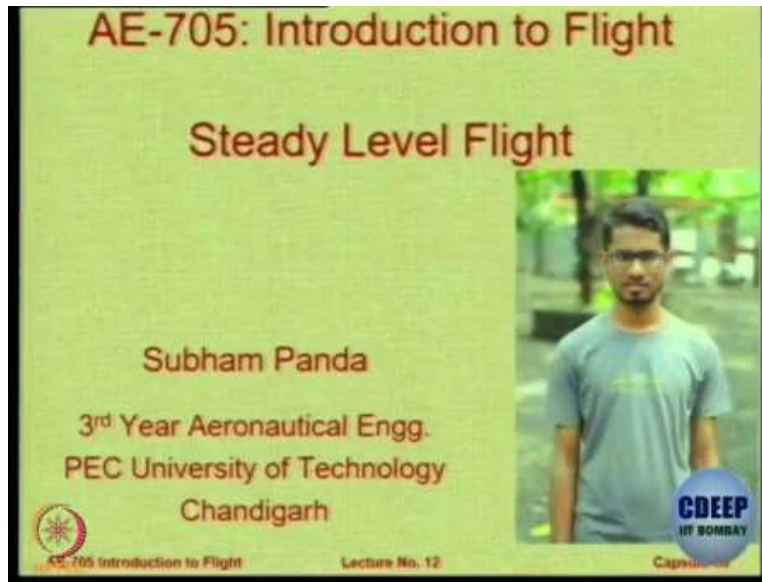 AE-705: Introduction to Flight
Steady Level Flight
Subham Panda
3rd Year Aeronautical Engg.
PEC University of Technology
Chandigarh
CDEEP
IIT BOMBAY
AE-705 Introduction to Flight
Lecture No. 12